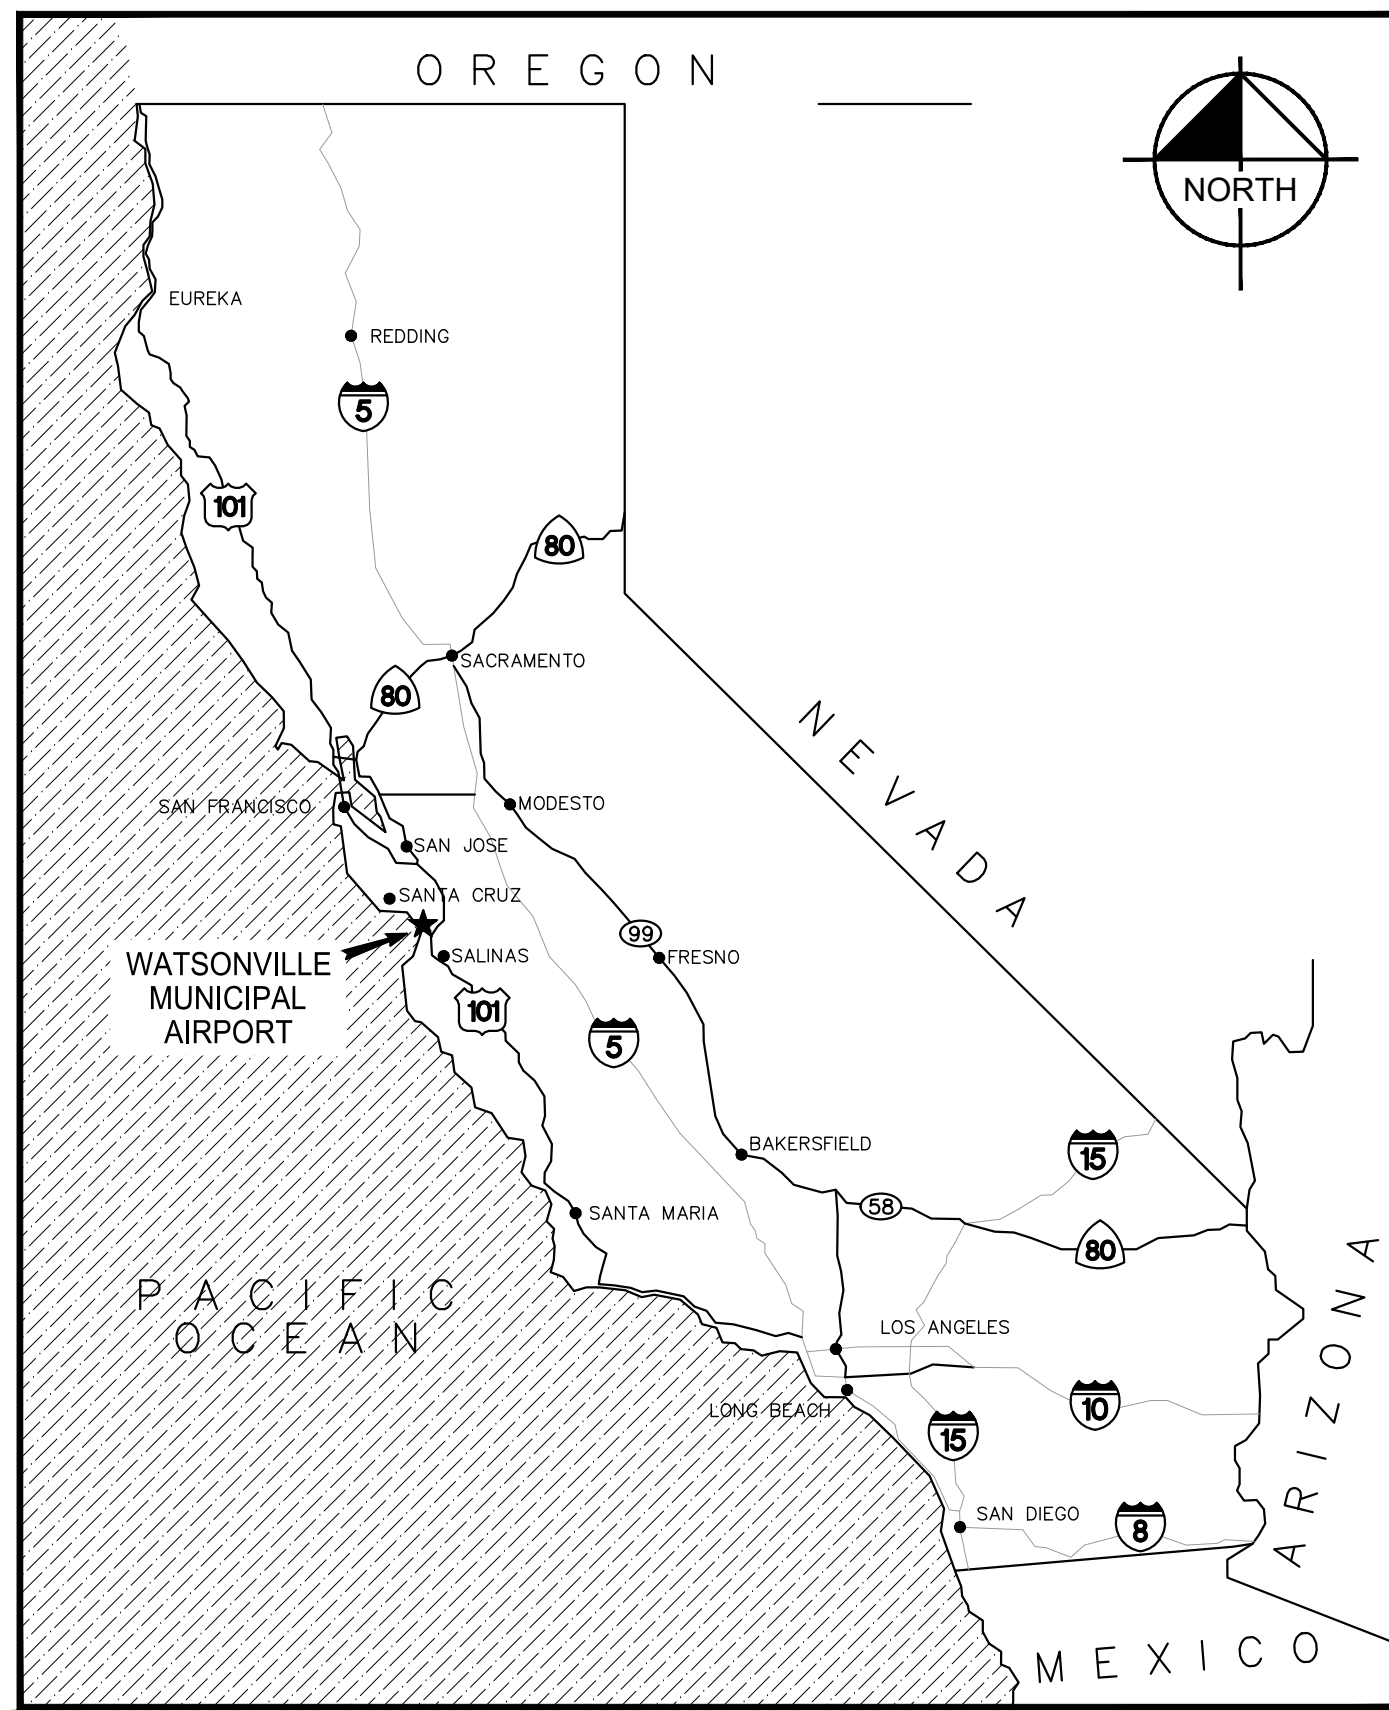 OREGON
NORTH
EUREKA
REDDING
5
101
80
SACRAMENTO
80
NEVADA
SAN FRANCISCO
MODESTO
SAN JOSE
SANTA CRUZ
99
FRESNO
SALINAS
WATSONVILLE
MUNICIPAL
AIRPORT
101
5
BAKERSFIELD
15
58
SANTA MARIA
80
ARIZONA
PACIFIC
OCEAN
LOS ANGELES
LONG BEACH
10
15
SAN DIEGO
8
MEXICO